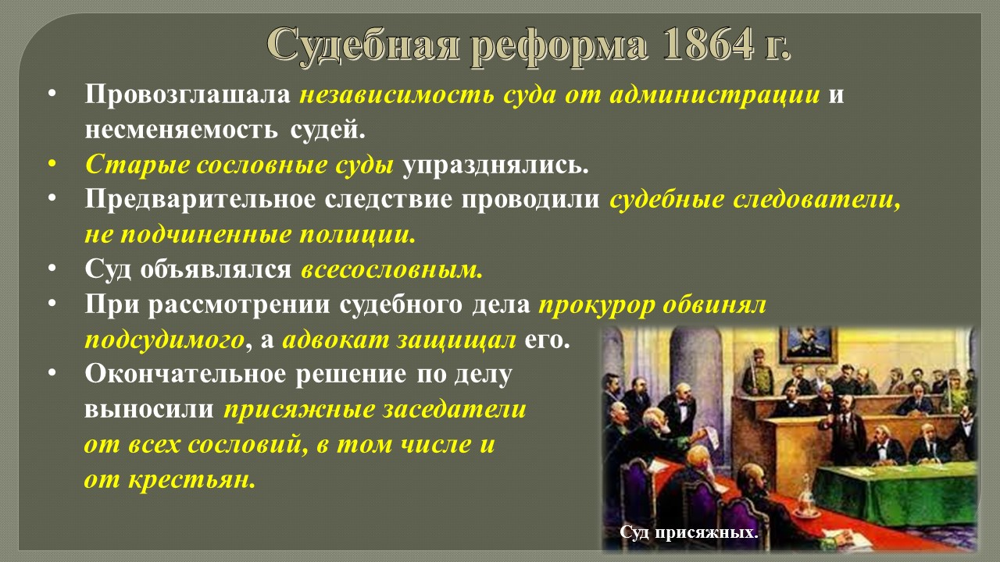 Судебная реформа 1864 г.
• Провозглашала независимость суда от администрации и
несменяемость судей.
• Старые сословные суды упразднялись.
• Предварительное следствие проводили судебные следователи,
не подчиненные полиции.
• Суд объявлялся всесословным.
• При рассмотрении судебного дела прокурор обвинял
подсудимого, а адвокат защищал его.
• Окончательное решение по делу
выносили присяжные заседатели
от всех сословий, в том числе и
от крестьян.
Суд присяжных.